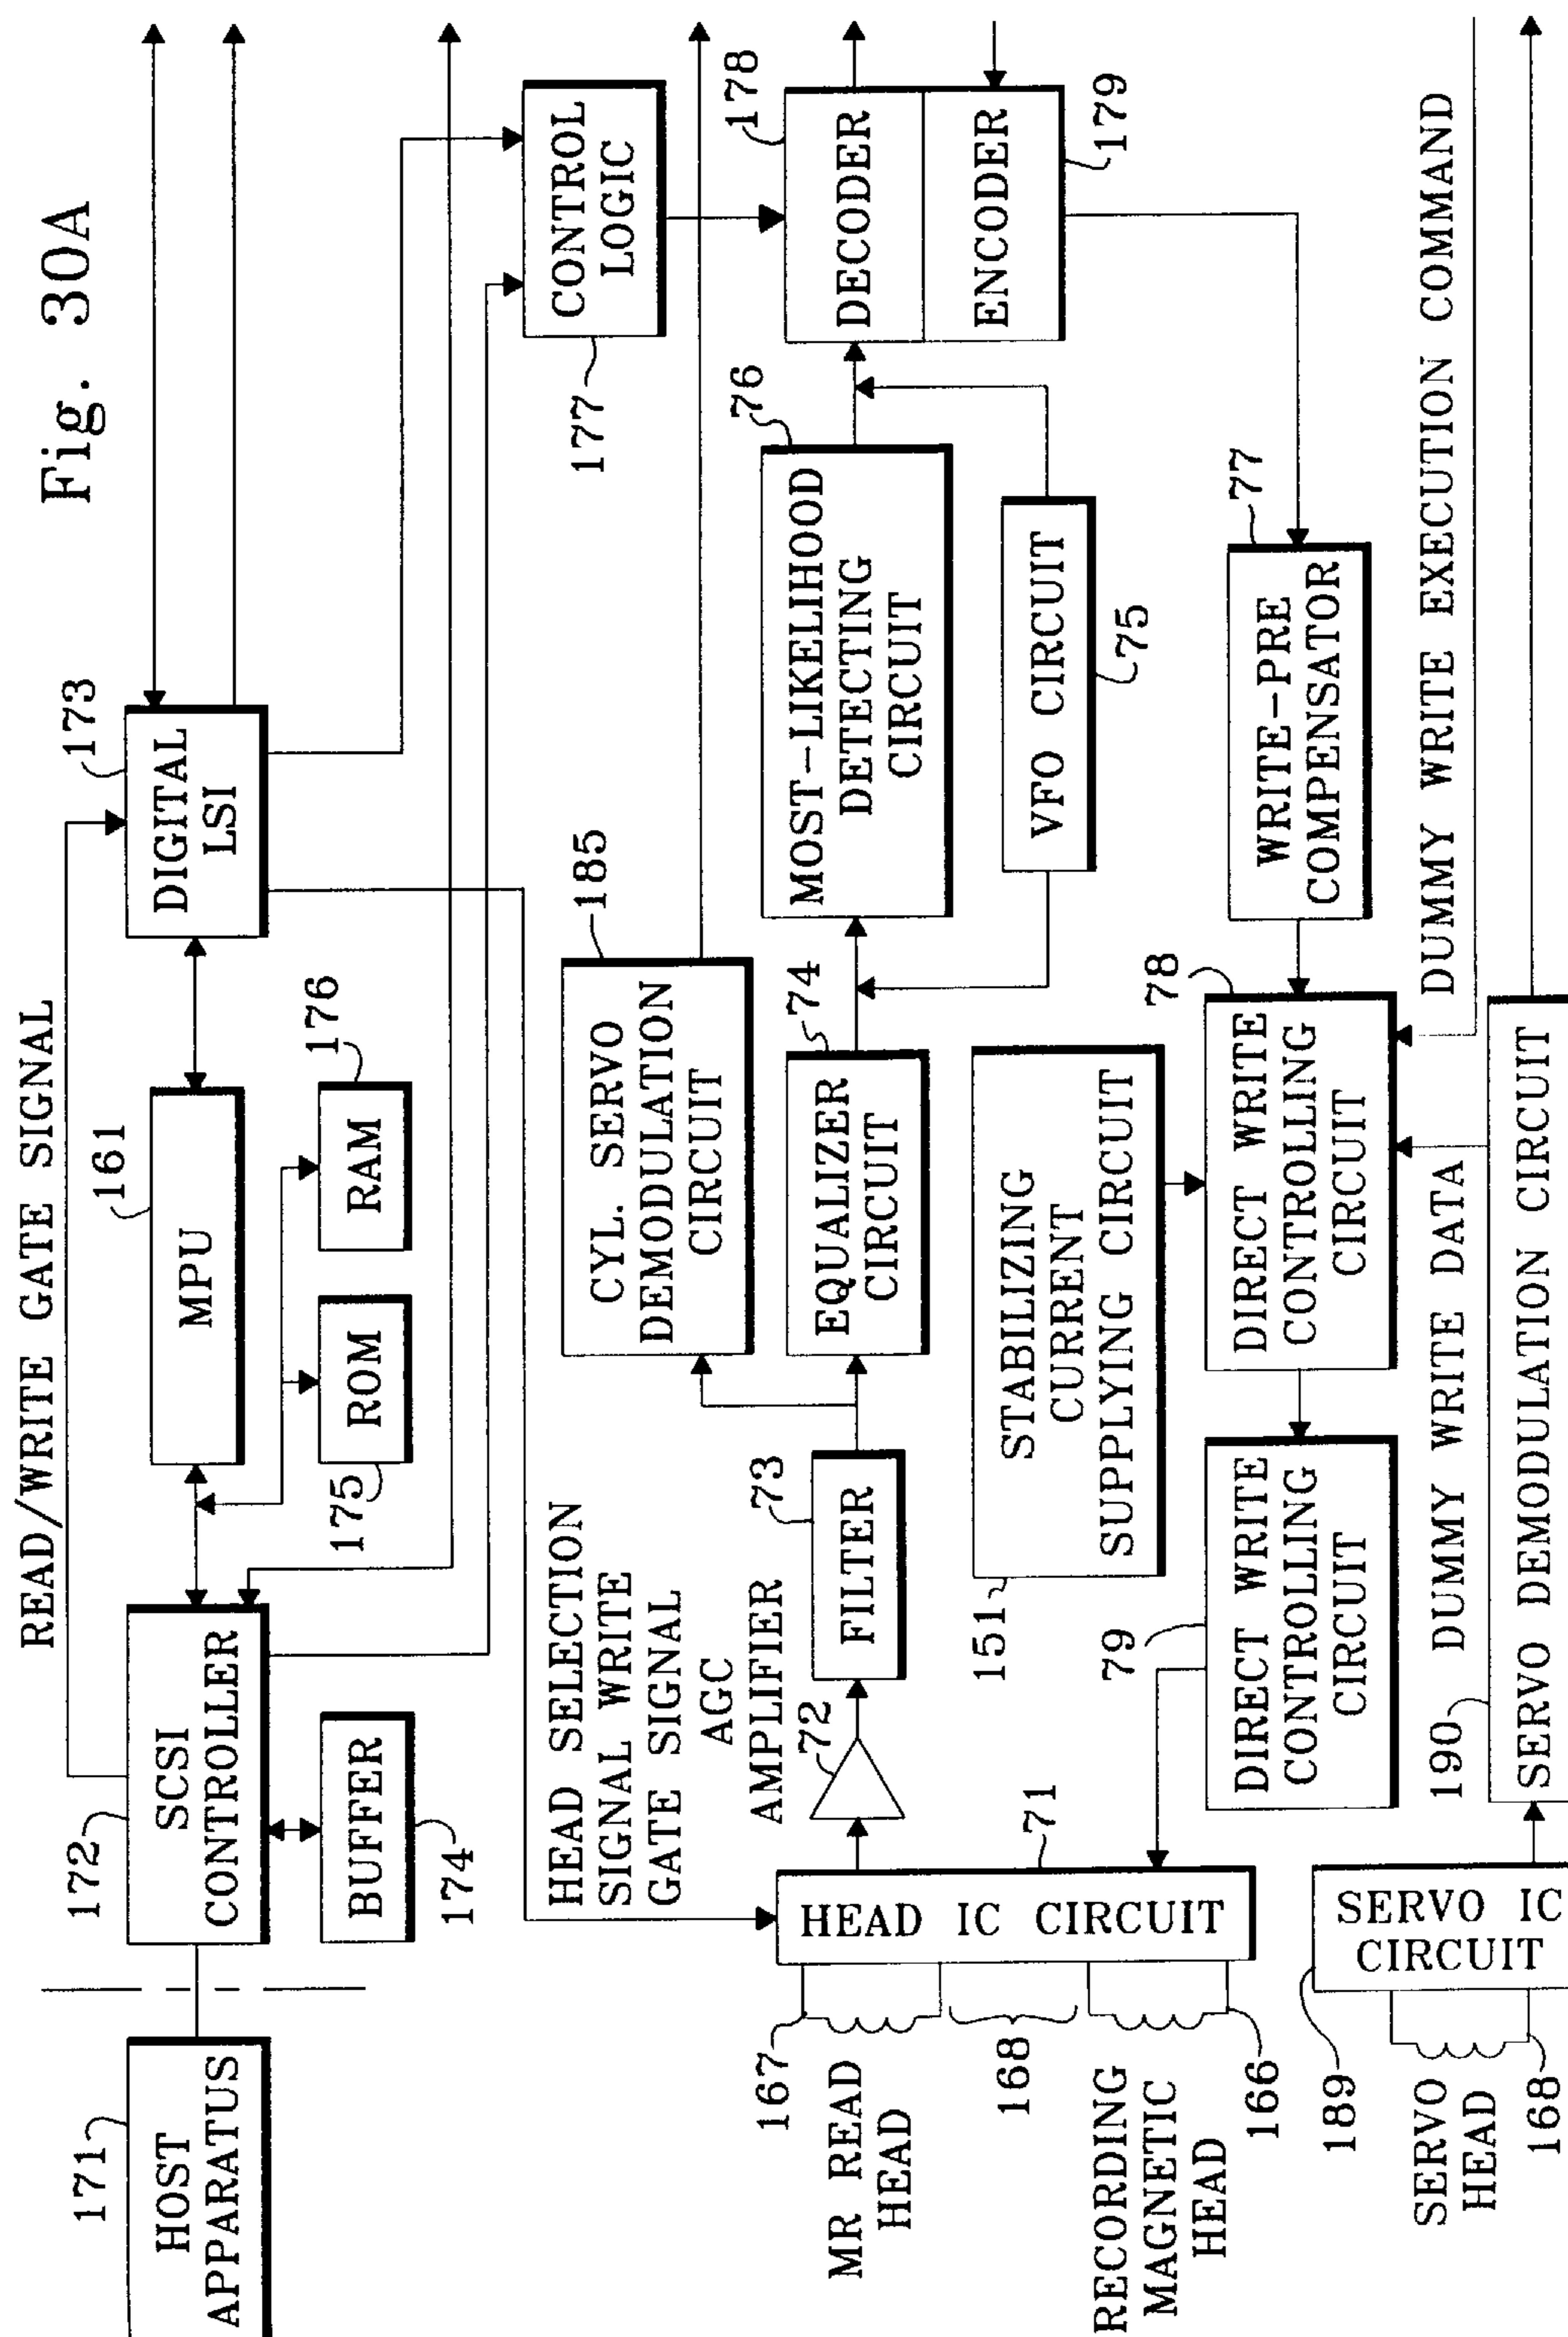 Fig. 30A
READ/WRITE GATE SIGNAL
171
HOST
APPARATUS
172
SCSI
CONTROLLER
BUFFER
174
161
MPU
ROM
175
RAM
176
173
DIGITAL
LSI
CONTROL
LOGIC
177
HEAD SELECTION
SIGNAL WRITE
GATE SIGNAL
CYL. SERVO
DEMODULATION
CIRCUIT
185
AGC
AMPLIFIER
72
FILTER
73
EQUALIZER
CIRCUIT
74
MOST-LIKELIHOOD
DETECTING
CIRCUIT
76
VFO CIRCUIT
75
DECODER
178
ENCODER
179
167
MR READ
HEAD
168
RECORDING
MAGNETIC
HEAD
166
HEAD IC CIRCUIT
71
STABILIZING
CURRENT
SUPPLYING CIRCUIT
151
79
DIRECT WRITE
CONTROLLING
CIRCUIT
78
DIRECT WRITE
CONTROLLING
CIRCUIT
77
WRITE-PRE
COMPENSATOR
DUMMY WRITE DATA
DUMMY WRITE EXECUTION COMMAND
189
SERVO
HEAD
168
SERVO IC
CIRCUIT
190
SERVO DEMODULATION CIRCUIT